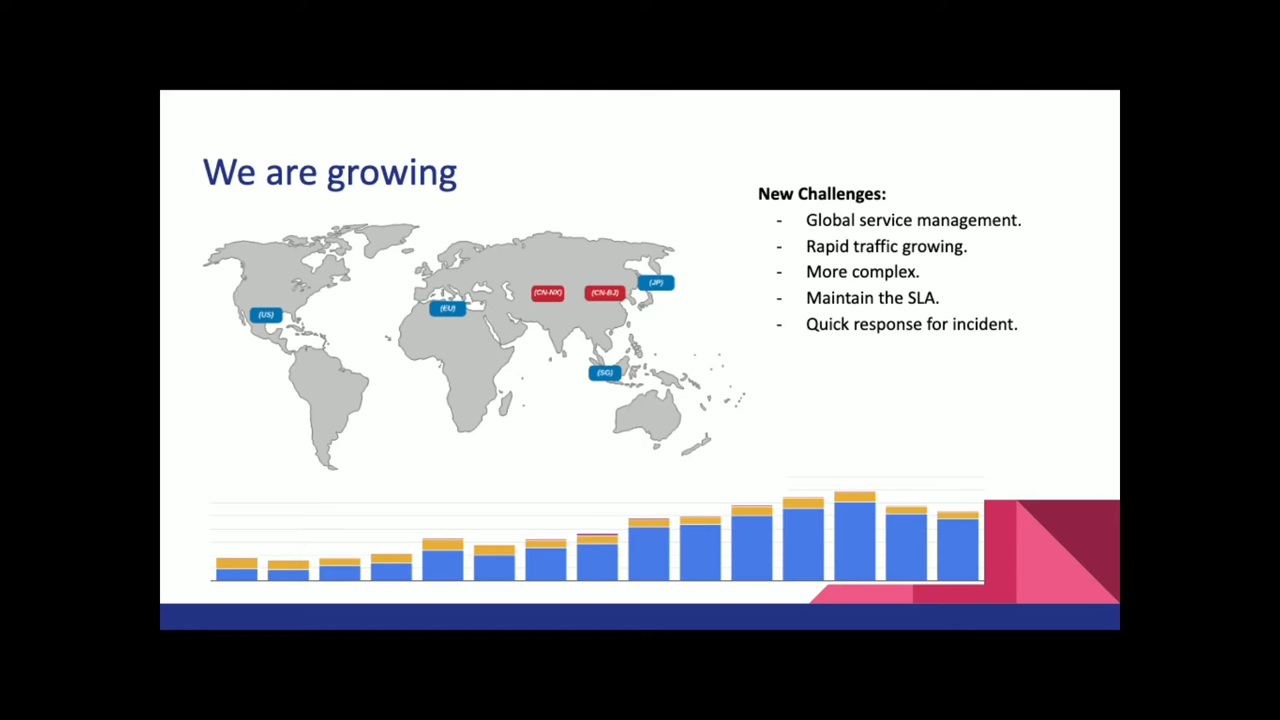 We are growing
New Challenges:
- Global service management.
- Rapid traffic growing.
- More complex.
- Maintain the SLA.
- Quick response for incident.
(US)
(EU)
(CN-NX)
(CN-BJ)
(JP)
(SG)